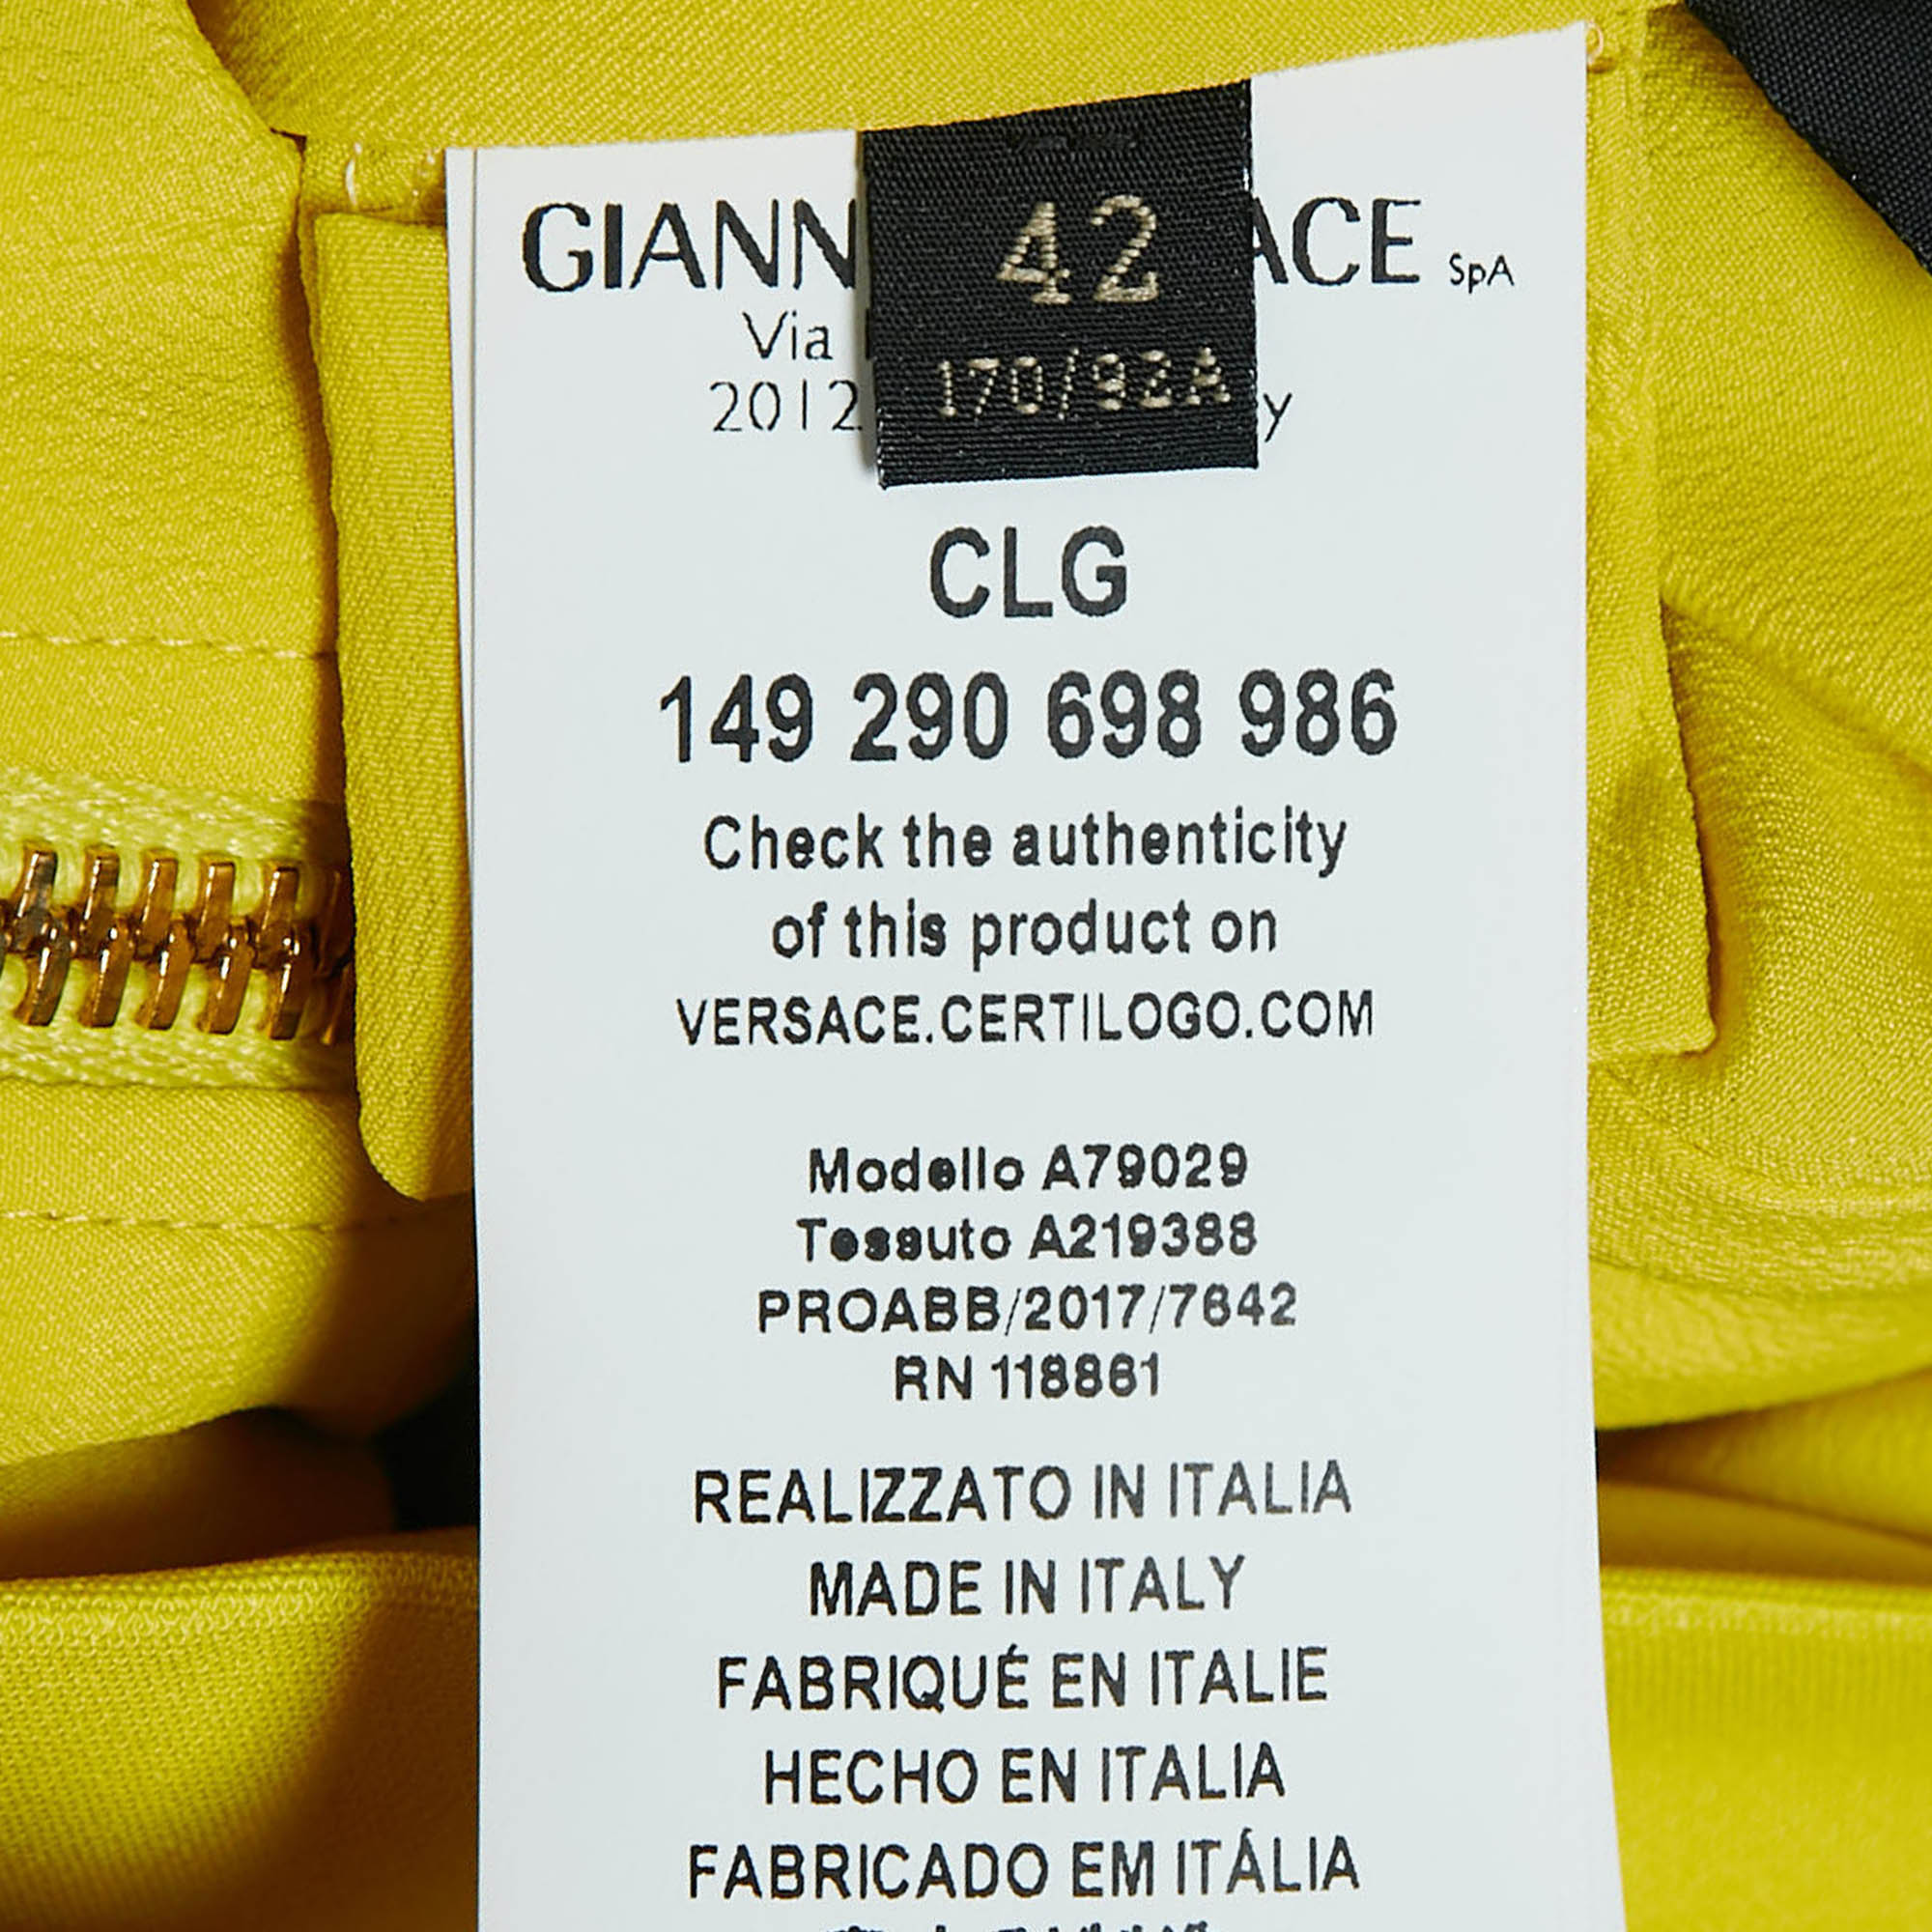 42
170/92A
ACE SpA
Via
CLG
149 290 698 986
Check the authenticity
of this product on
VERSACE.CERTILOGO.COM
Modello A79029
Tessuto A219388
PROABB/2017/7642
RN 118861
REALIZZATO IN ITALIA
MADE IN ITALY
FABRIQUÉ EN ITALIE
HECHO EN ITALIA
FABRICADO EM ITÁLIA